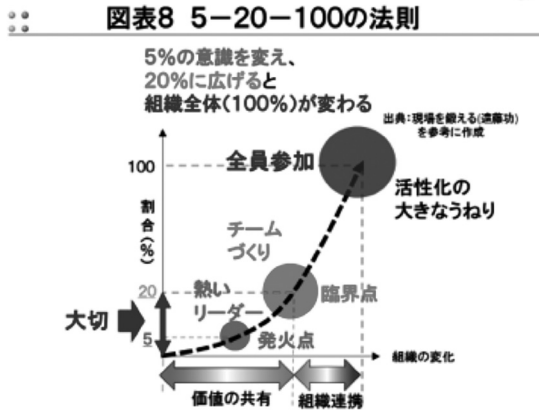 図表8 5−20−100の法則
5%の意識を変え、
20%に広げると
組織全体(100%)が変わる
出典：現場を鍛える(遠藤功)
を参考に作成
100
全員参加
活性化の
大きなうねり
割合(%)
チーム
づくり
20
熱い
リーダー
臨界点
大切
5
発火点
組織の変化
価値の共有
組織連携